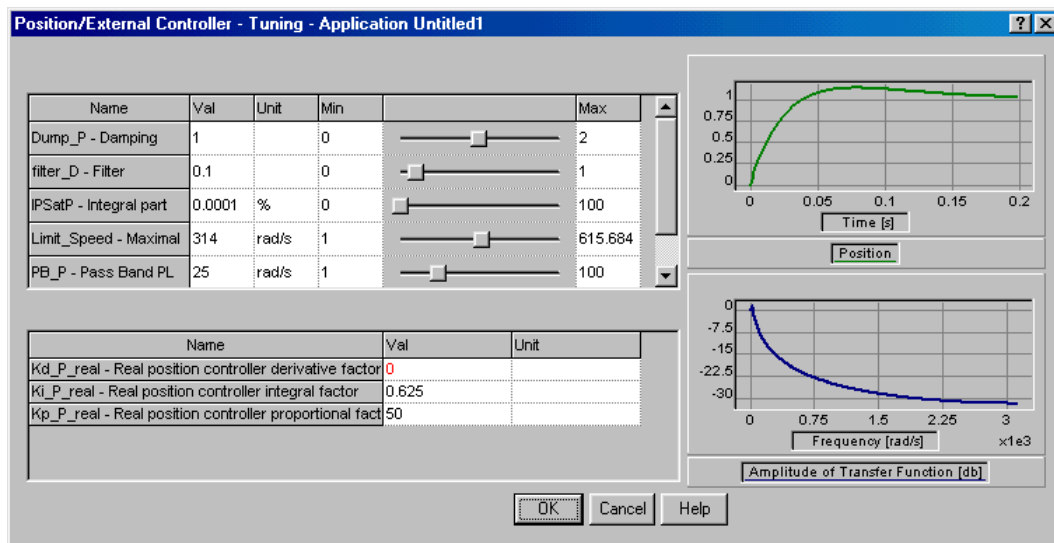 Position/External Controller - Tuning - Application Untitled1
Name Val Unit Min Max
Dump_P - Damping 1 0 2
filter_D - Filter 0.1 0 1
IPSatP - Integral part 0.0001 % 0 100
Limit_Speed - Maximal 314 rad/s 1 615.684
PB_P - Pass Band PL 25 rad/s 1 100
Name Val Unit
Kd_P_real - Real position controller derivative factor 0
Ki_P_real - Real position controller integral factor 0.625
Kp_P_real - Real position controller proportional fact 50
1
0.75
0.5
0.25
0
0 0.05 0.1 0.15 0.2
Time [s]
Position
0
-7.5
-15
-22.5
-30
0 0.75 1.5 2.25 3
Frequency [rad/s] x1e3
Amplitude of Transfer Function [db]
OK Cancel Help